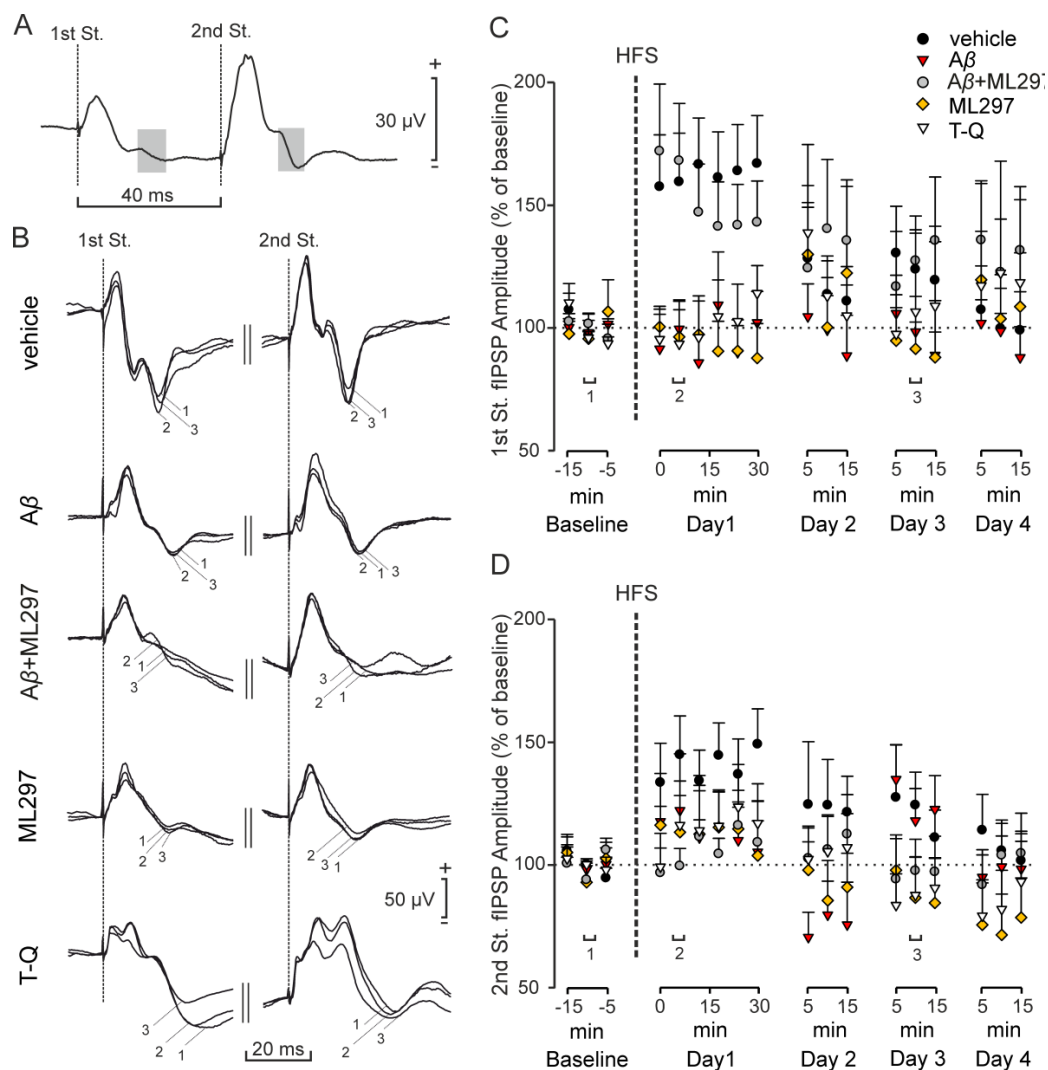 A
1st St.
2nd St.
+
30 µV
-
40 ms
B
1st St.
2nd St.
vehicle
1
2
3
1
2
3
Aβ
1
2
3
2
1
3
Aβ+ML297
2
1
3
3
2
1
ML297
1
2
3
2
3
1
+
50 µV
-
T-Q
3
2
1
1
2
3
20 ms
C
HFS
vehicle
Aβ
Aβ+ML297
ML297
T-Q
1st St. fIPSP Amplitude (% of baseline)
200
150
100
50
1
2
3
-15 -5
0 15 30
5 15
5 15
5 15
min min min min min
Baseline Day1 Day 2 Day 3 Day 4
D
HFS
2nd St. fIPSP Amplitude (% of baseline)
200
150
100
50
1
2
3
-15 -5
0 15 30
5 15
5 15
5 15
min min min min min
Baseline Day1 Day 2 Day 3 Day 4